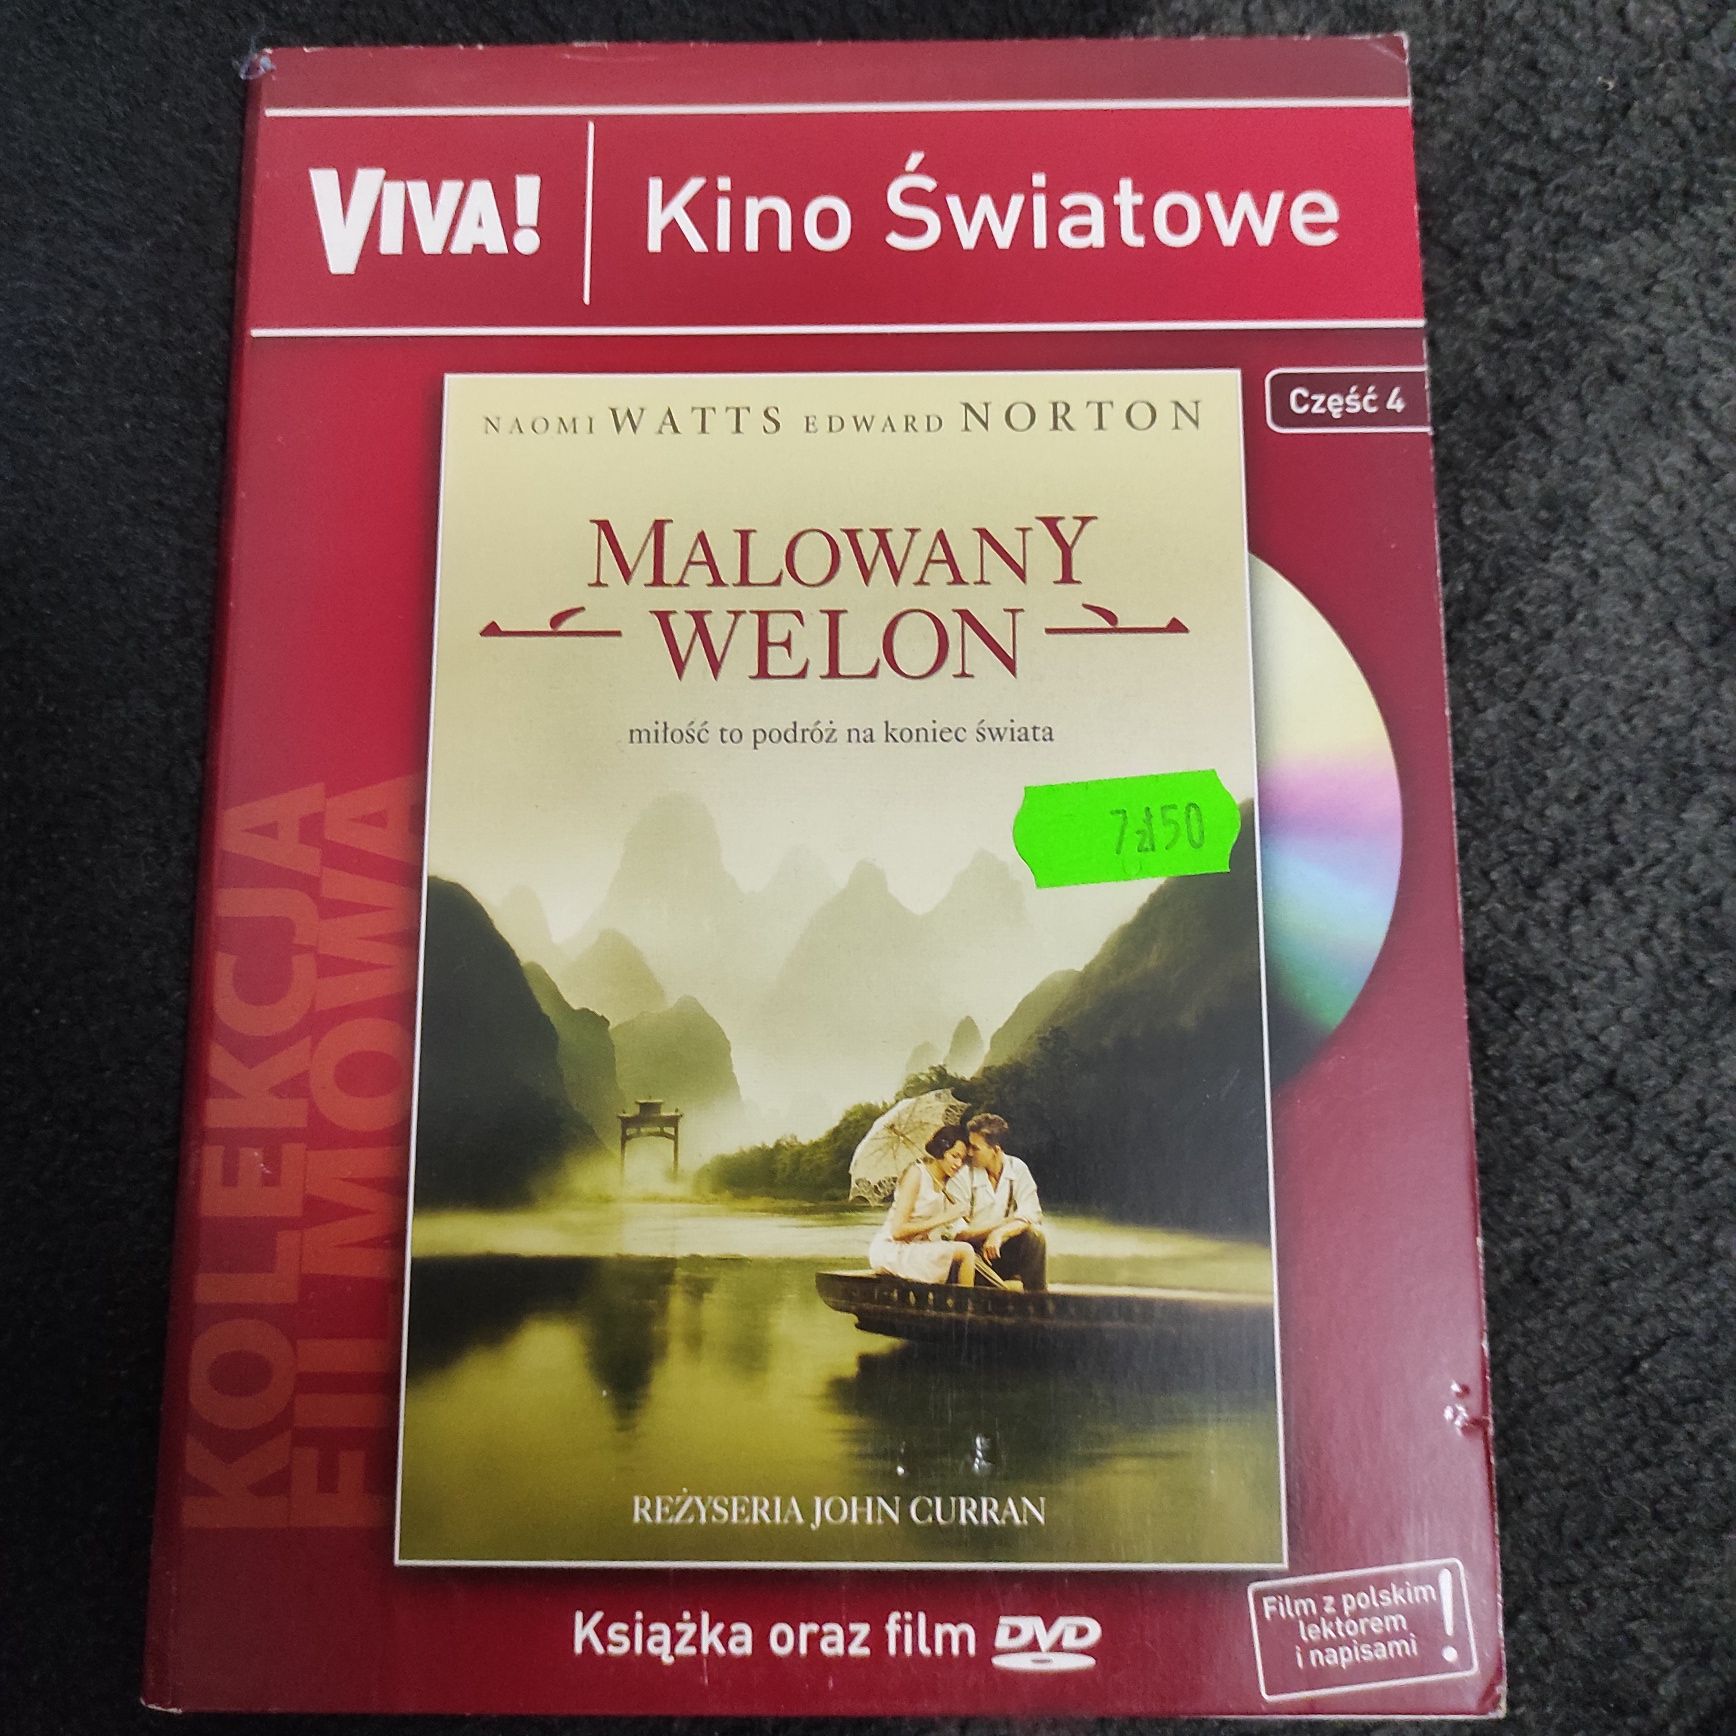 VIVA!
Kino Światowe
Część 4
NAOMI WATTS EDWARD NORTON
MALOWANY
WELON
miłość to podróż na koniec świata
7zł50
KOLEKCJA
FILMOWA
REŻYSERIA JOHN CURRAN
Książka oraz film DVD
Film z polskim
lektorem
i napisami
!